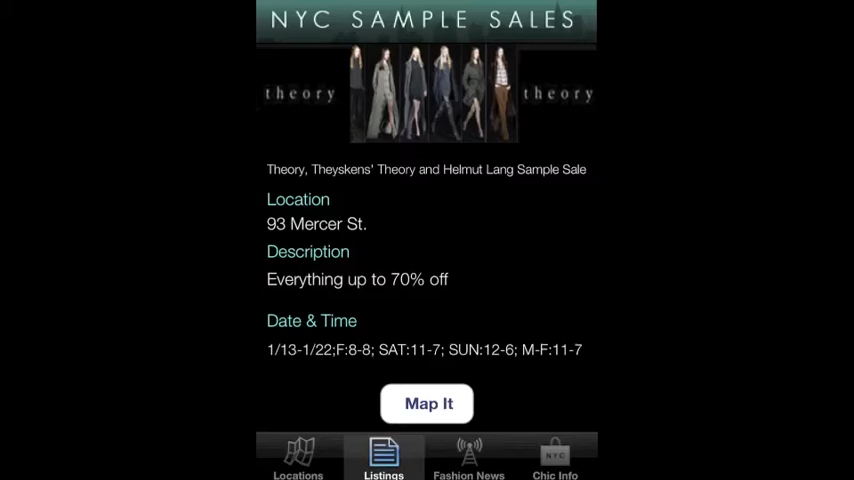 NYC SAMPLE SALES
theory theory
Theory, Theyskens' Theory and Helmut Lang Sample Sale
Location
93 Mercer St.
Description
Everything up to 70% off
Date & Time
1/13-1/22;F:8-8; SAT:11-7; SUN:12-6; M-F:11-7
Map It
NYC
Locations Listings Fashion News Chic Info